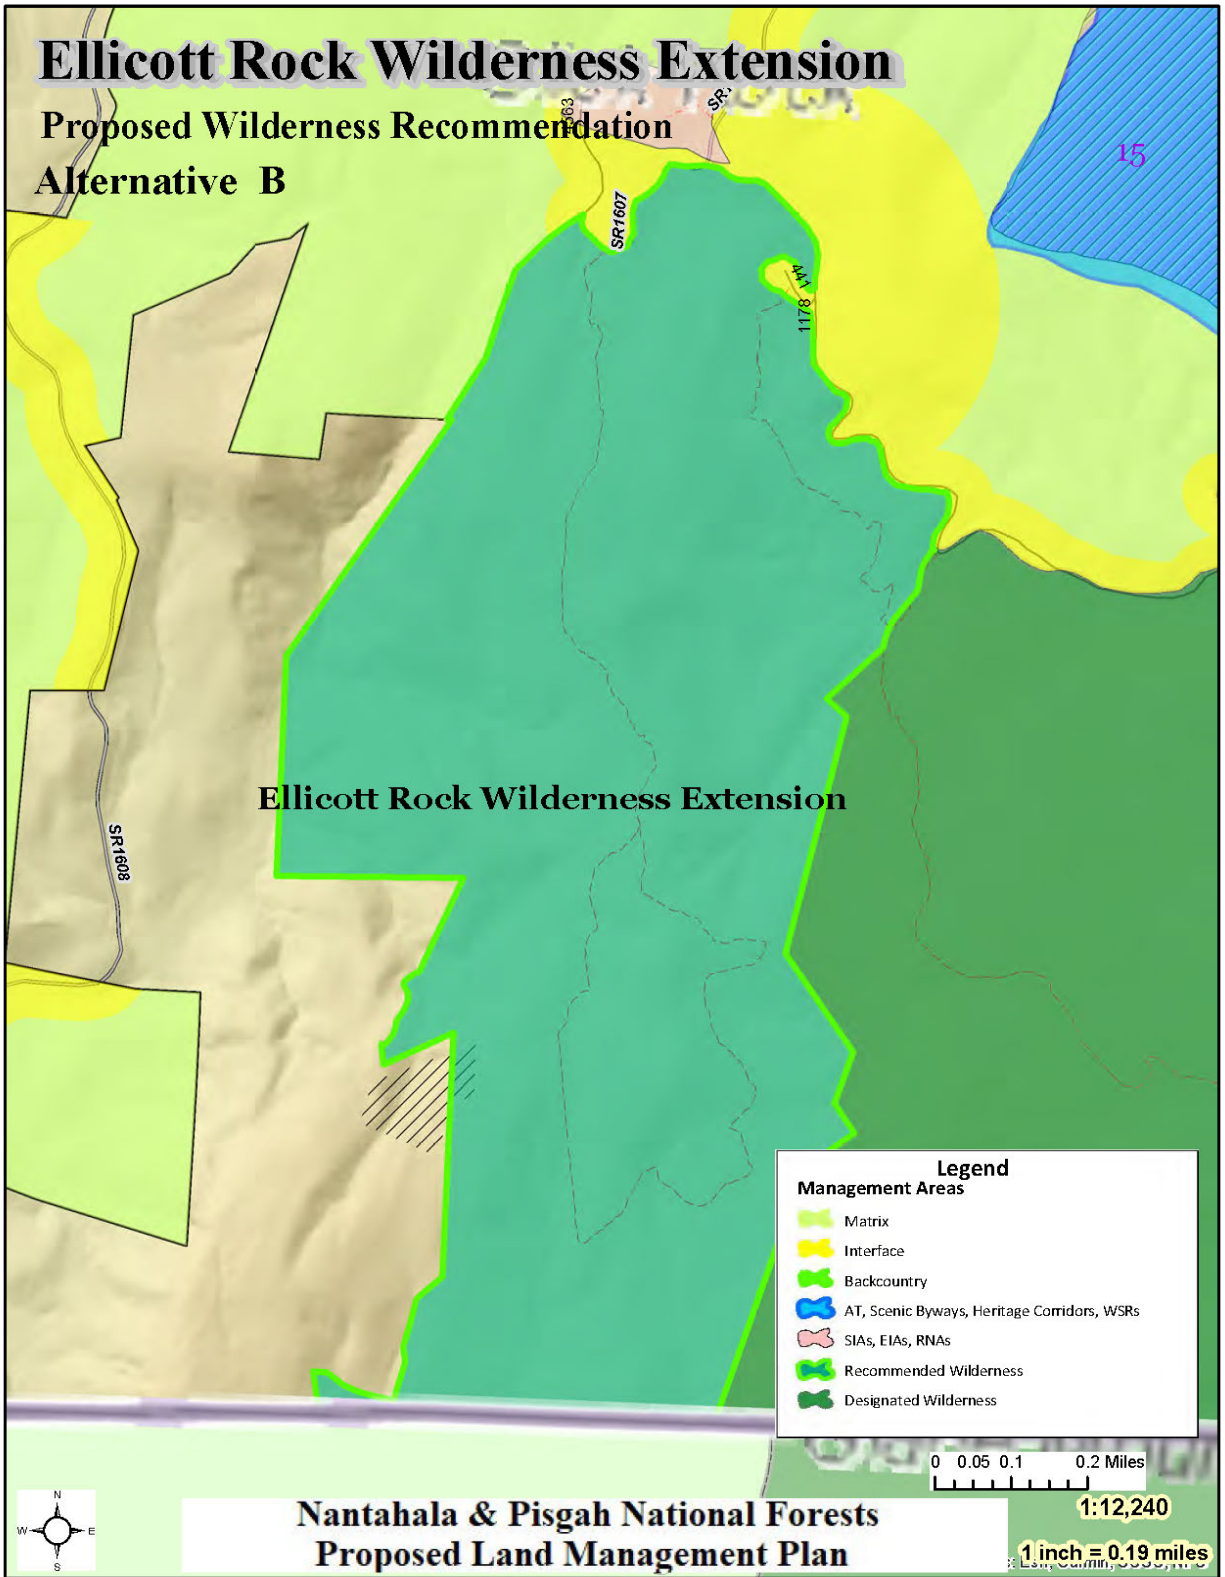 Ellicott Rock Wilderness Extension
Proposed Wilderness Recommendation
Alternative B
15
SR1607
441
1178
Ellicott Rock Wilderness Extension
SR1608
Legend
Management Areas
Matrix
Interface
Backcountry
AT, Scenic Byways, Heritage Corridors, WSRs
SIAs, EIAs, RNAs
Recommended Wilderness
Designated Wilderness
0 0.05 0.1 0.2 Miles
1:12,240
1 inch = 0.19 miles
N
W E
S
Nantahala & Pisgah National Forests
Proposed Land Management Plan